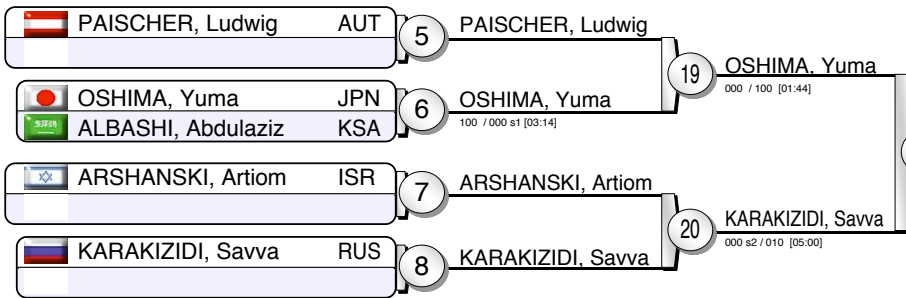 PAISCHER, Ludwig AUT
5
PAISCHER, Ludwig
19
OSHIMA, Yuma
000 / 100 [01:44]
OSHIMA, Yuma JPN
ALBASHI, Abdulaziz KSA
6
OSHIMA, Yuma
100 / 000 s1 [03:14]
ARSHANSKI, Artiom ISR
7
ARSHANSKI, Artiom
20
KARAKIZIDI, Savva
000 s2 / 010 [05:00]
KARAKIZIDI, Savva RUS
8
KARAKIZIDI, Savva